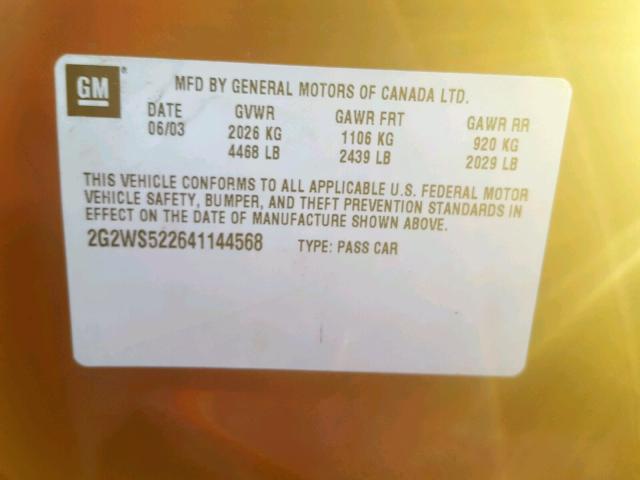 GM ®
MFD BY GENERAL MOTORS OF CANADA LTD.
DATE GVWR GAWR FRT GAWR RR
06/03 2026 KG 1106 KG 920 KG
4468 LB 2439 LB 2029 LB
THIS VEHICLE CONFORMS TO ALL APPLICABLE U.S. FEDERAL MOTOR
VEHICLE SAFETY, BUMPER, AND THEFT PREVENTION STANDARDS IN
EFFECT ON THE DATE OF MANUFACTURE SHOWN ABOVE.
2G2WS522641144568 TYPE: PASS CAR